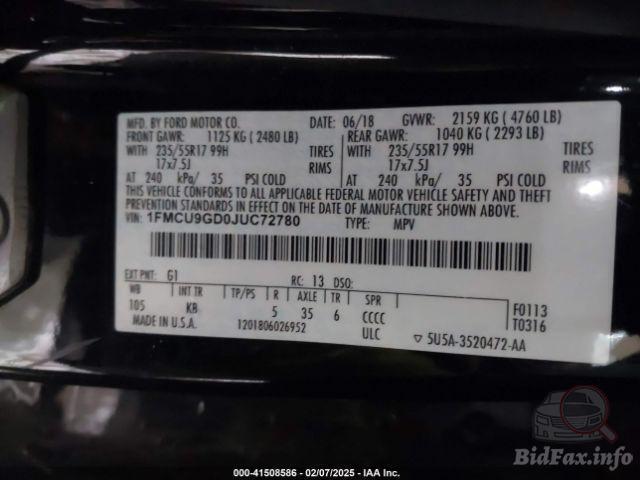 MFD. BY FORD MOTOR CO. DATE: 06/18 GVWR: 2159 KG ( 4760 LB)
FRONT GAWR: 1125 KG ( 2480 LB) REAR GAWR: 1040 KG ( 2293 LB)
WITH 235/55R17 99H TIRES WITH 235/55R17 99H TIRES
17x7.5J RIMS 17x7.5J RIMS
AT 240 kPa/ 35 PSI COLD AT 240 kPa/ 35 PSI COLD
THIS VEHICLE CONFORMS TO ALL APPLICABLE FEDERAL MOTOR VEHICLE SAFETY AND THEFT
PREVENTION STANDARDS IN EFFECT ON THE DATE OF MANUFACTURE SHOWN ABOVE.
VIN: 1FMCU9GD0JUC72780 TYPE: MPV
EXT PNT: G1 RC: 13 DSO:
WB INT TR TP/PS R AXLE TR SPR F0113
105 KB 5 35 6 CCCC T0316
MADE IN U.S.A. 1201806026952 ULC ▽ 5U5A-3520472-AA
BidFax.info
000-41508586 - 02/07/2025 - IAA Inc.